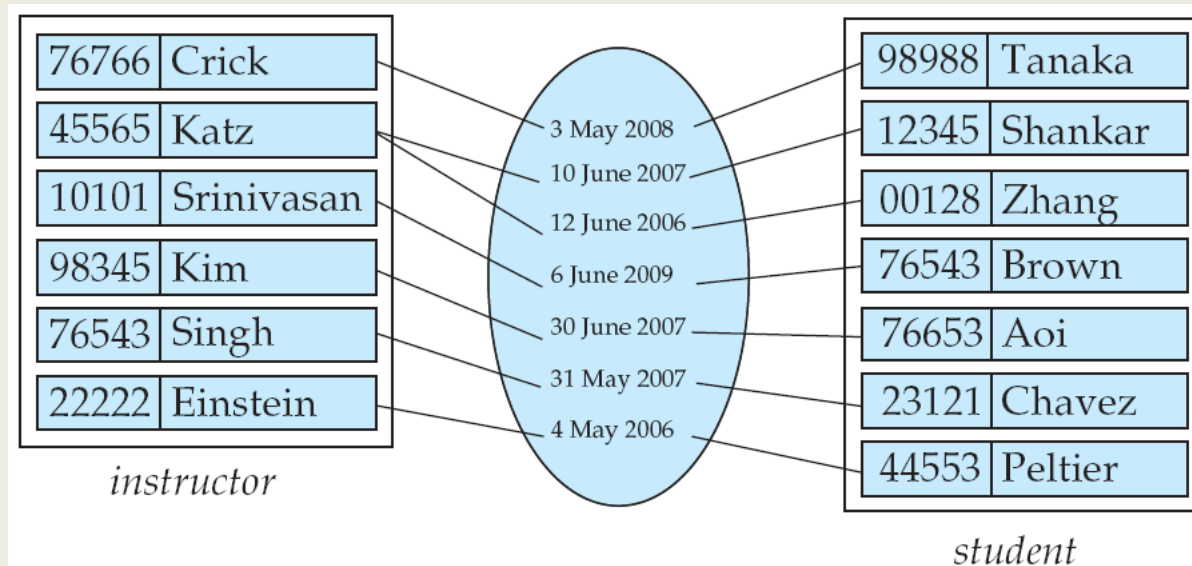 76766 Crick
45565 Katz
10101 Srinivasan
98345 Kim
76543 Singh
22222 Einstein
instructor
3 May 2008
10 June 2007
12 June 2006
6 June 2009
30 June 2007
31 May 2007
4 May 2006
98988 Tanaka
12345 Shankar
00128 Zhang
76543 Brown
76653 Aoi
23121 Chavez
44553 Peltier
student